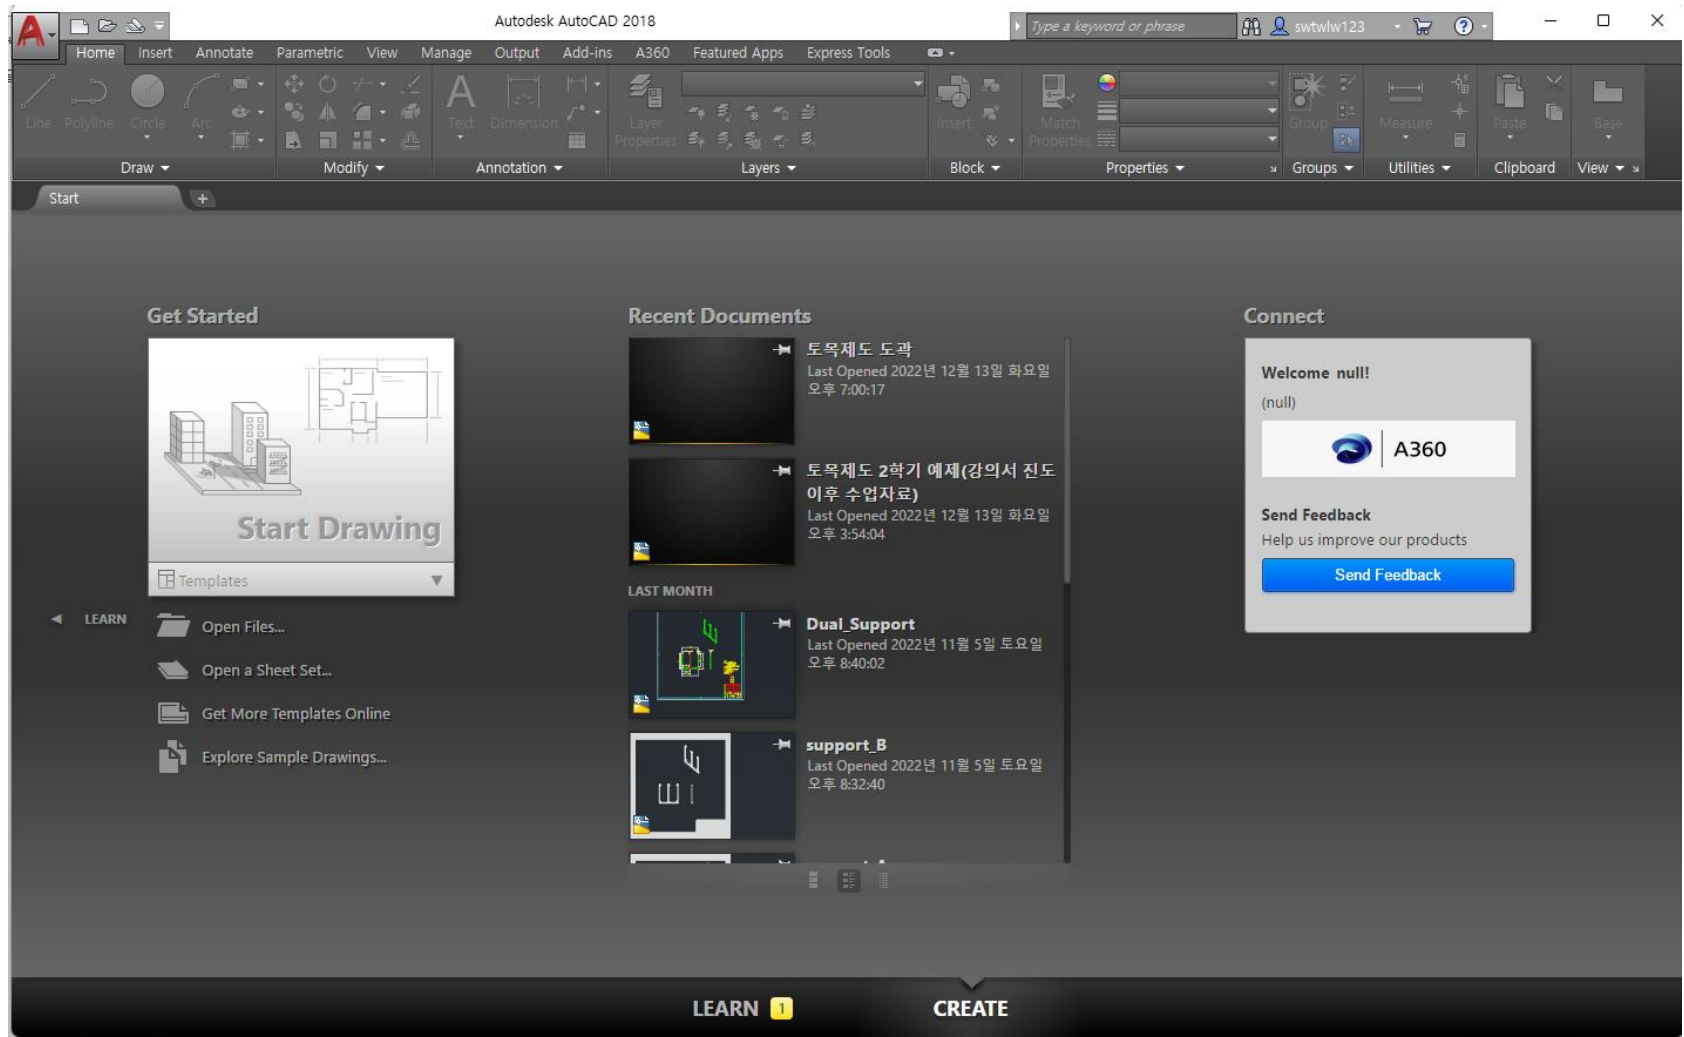 Autodesk AutoCAD 2018
Type a keyword or phrase
swtwlw123
Home Insert Annotate Parametric View Manage Output Add-ins A360 Featured Apps Express Tools
Line Polyline Circle Arc
Text Dimension
Layer
Properties
Insert
Match
Properties
Group
Measure
Paste
Base
Draw Modify Annotation Layers Block Properties Groups Utilities Clipboard View
Start
Get Started
Start Drawing
Templates
LEARN
Open Files...
Open a Sheet Set...
Get More Templates Online
Explore Sample Drawings...
Recent Documents
토목제도 도곽
Last Opened 2022년 12월 13일 화요일
오후 7:00:17
토목제도 2학기 예제(강의서 진도
이후 수업자료)
Last Opened 2022년 12월 13일 화요일
오후 3:54:04
LAST MONTH
Dual_Support
Last Opened 2022년 11월 5일 토요일
오후 8:40:02
support_B
Last Opened 2022년 11월 5일 토요일
오후 8:32:40
Connect
Welcome null!
(null)
A360
Send Feedback
Help us improve our products
Send Feedback
LEARN 1
CREATE